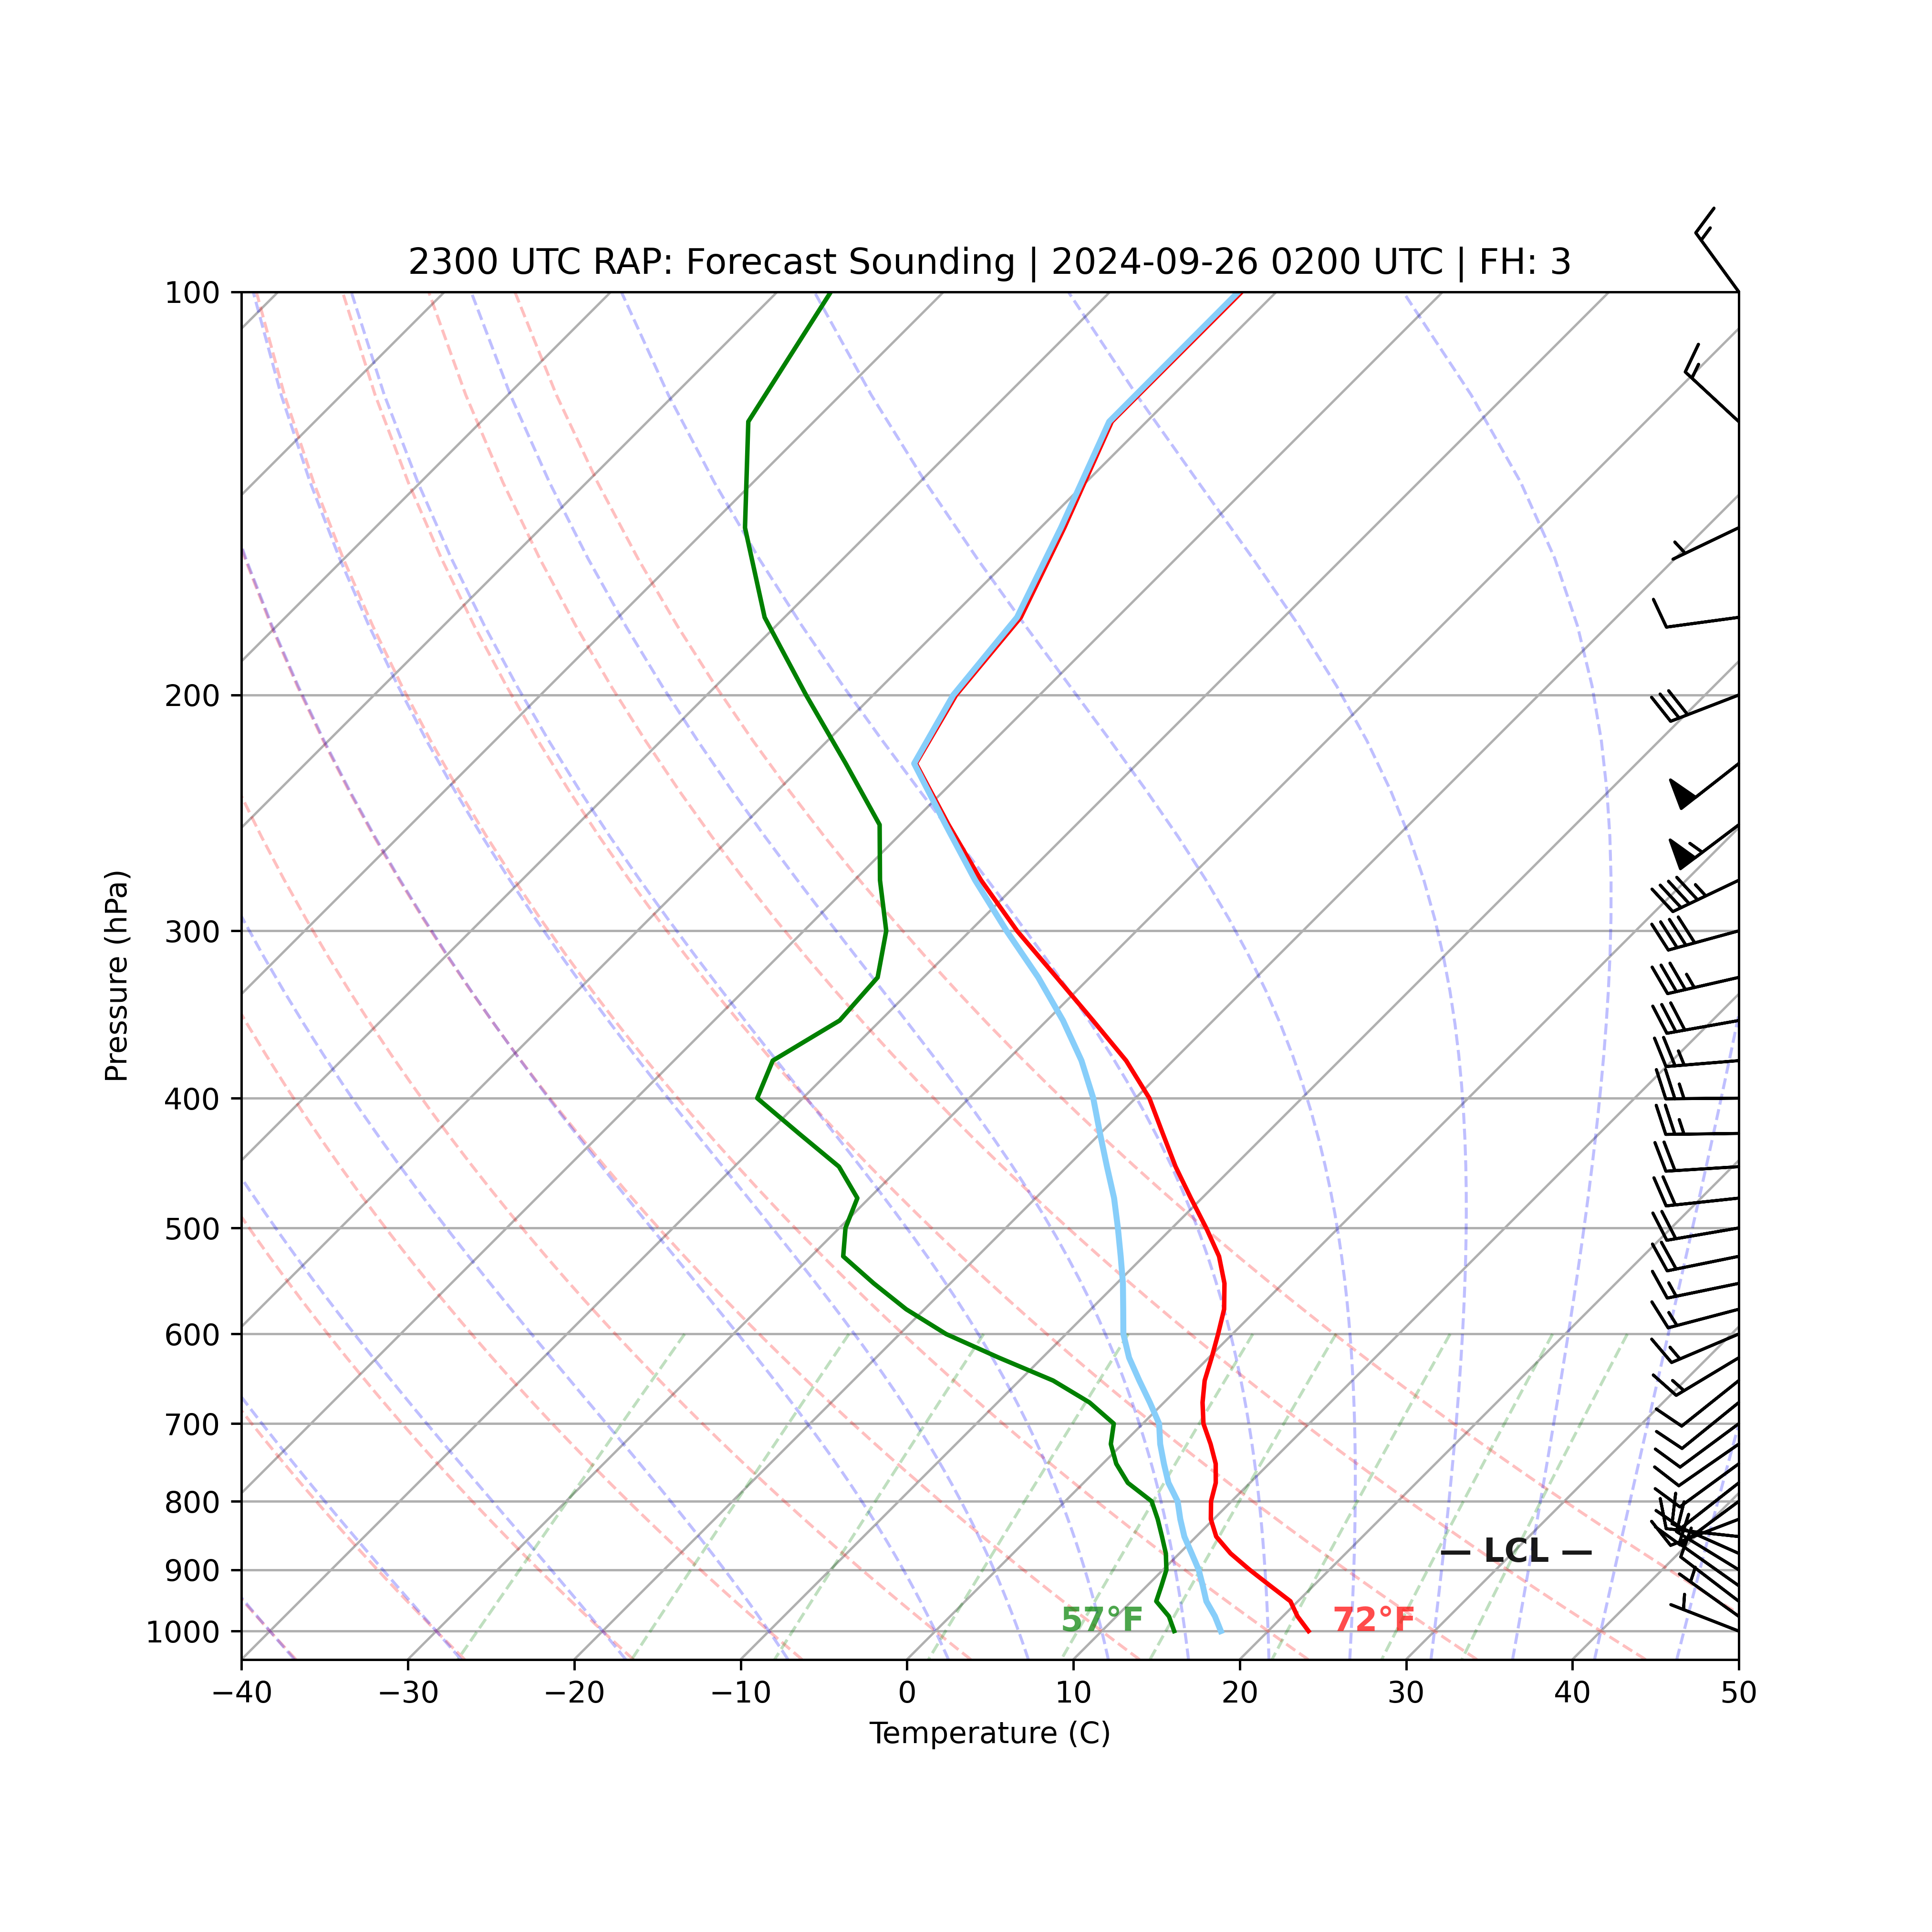 2300 UTC RAP: Forecast Sounding | 2024-09-26 0200 UTC | FH: 3
100
200
300
400
500
600
700
800
900
1000
Pressure (hPa)
— LCL —
57°F
72°F
−40 −30 −20 −10 0 10 20 30 40 50
Temperature (C)